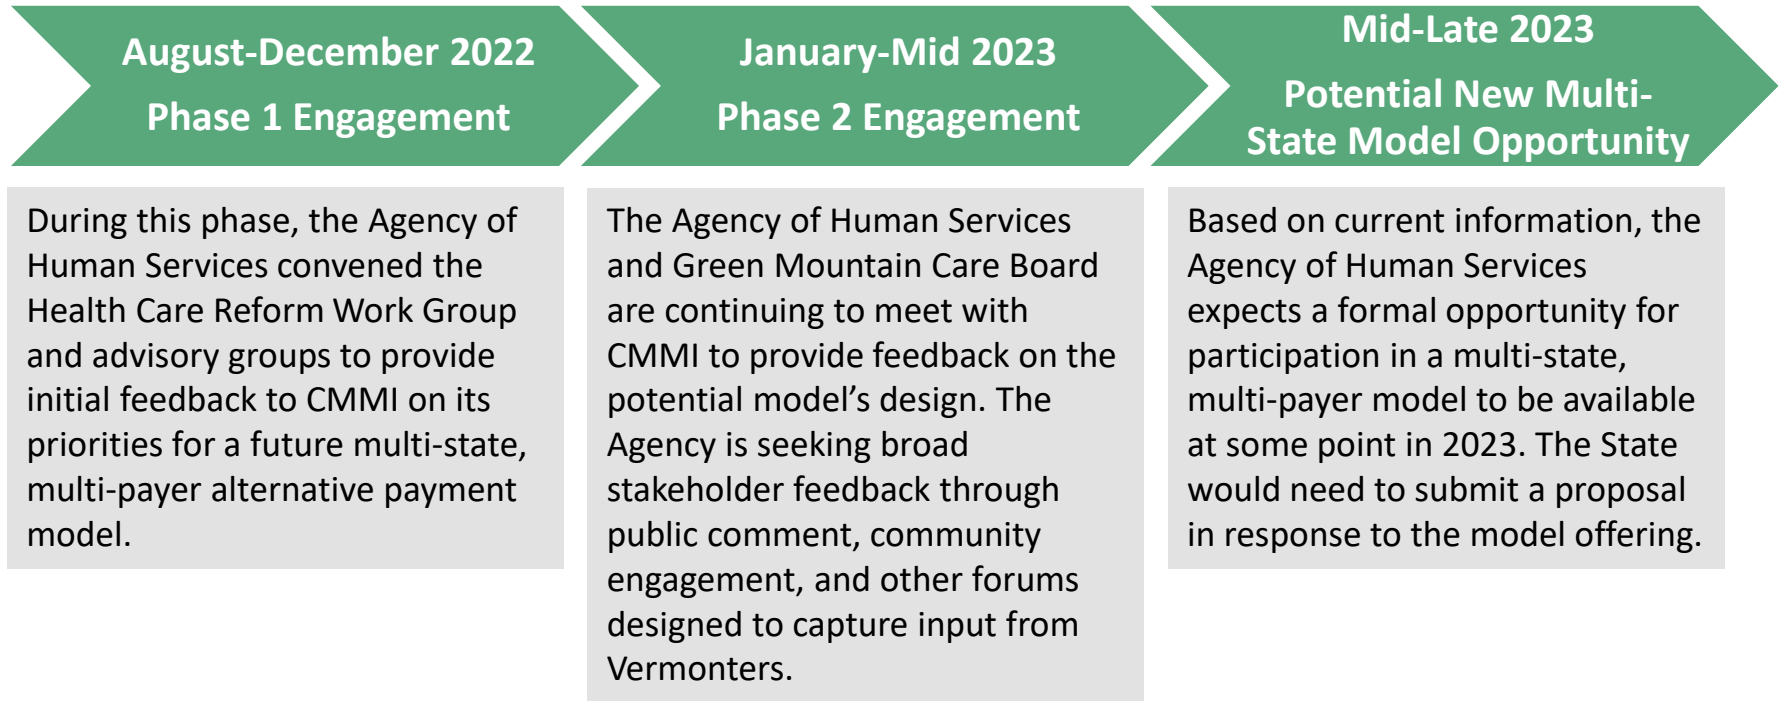 August-December 2022
Phase 1 Engagement
During this phase, the Agency of
Human Services convened the
Health Care Reform Work Group
and advisory groups to provide
initial feedback to CMMI on its
priorities for a future multi-state,
multi-payer alternative payment
model.
January-Mid 2023
Phase 2 Engagement
The Agency of Human Services
and Green Mountain Care Board
are continuing to meet with
CMMI to provide feedback on the
potential model’s design. The
Agency is seeking broad
stakeholder feedback through
public comment, community
engagement, and other forums
designed to capture input from
Vermonters.
Mid-Late 2023
Potential New Multi-
State Model Opportunity
Based on current information, the
Agency of Human Services
expects a formal opportunity for
participation in a multi-state,
multi-payer model to be available
at some point in 2023. The State
would need to submit a proposal
in response to the model offering.